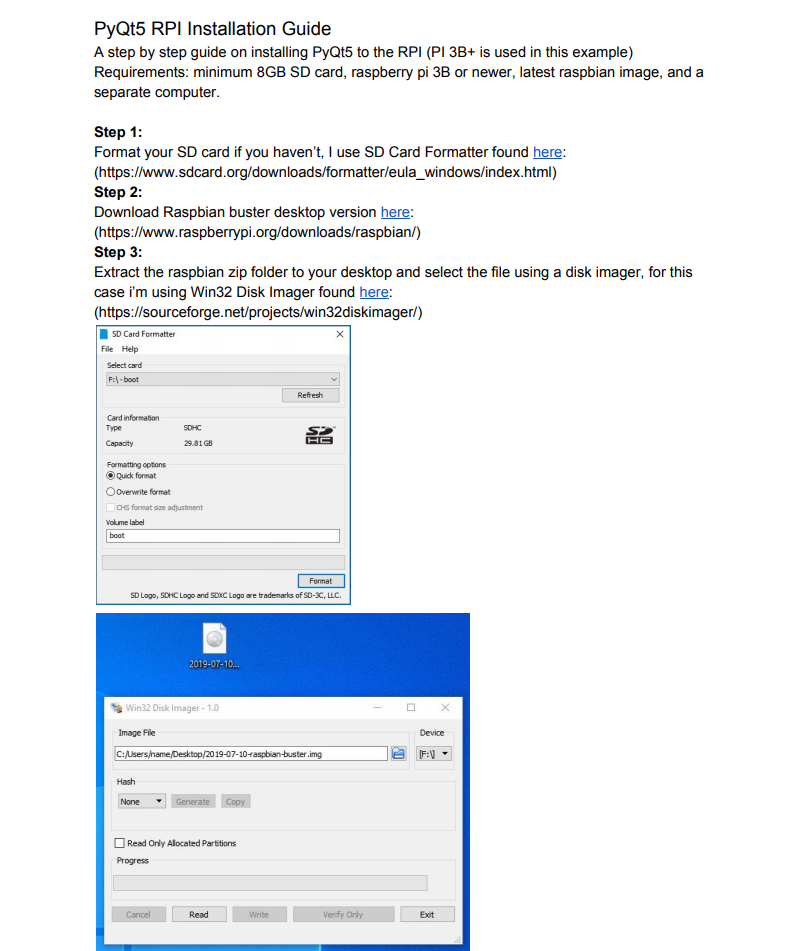 PyQt5 RPI Installation Guide
A step by step guide on installing PyQt5 to the RPI (PI 3B+ is used in this example)
Requirements: minimum 8GB SD card, raspberry pi 3B or newer, latest raspbian image, and a
separate computer.
Step 1:
Format your SD card if you haven’t, I use SD Card Formatter found here:
(https://www.sdcard.org/downloads/formatter/eula_windows/index.html)
Step 2:
Download Raspbian buster desktop version here:
(https://www.raspberrypi.org/downloads/raspbian/)
Step 3:
Extract the raspbian zip folder to your desktop and select the file using a disk imager, for this
case i’m using Win32 Disk Imager found here:
(https://sourceforge.net/projects/win32diskimager/)
SD Card Formatter
File Help
Select card
F:\ - boot
Refresh
Card information
Type SDHC
Capacity 29.81 GB
SD HC
Formatting options
Quick format
Overwrite format
CHS format size adjustment
Volume label
boot
Format
SD Logo, SDHC Logo and SDXC Logo are trademarks of SD-3C, LLC.
2019-07-10...
Win32 Disk Imager - 1.0
Image File Device
C:/Users/name/Desktop/2019-07-10-raspbian-buster.img [F:\]
Hash
None Generate Copy
Read Only Allocated Partitions
Progress
Cancel Read Write Verify Only Exit